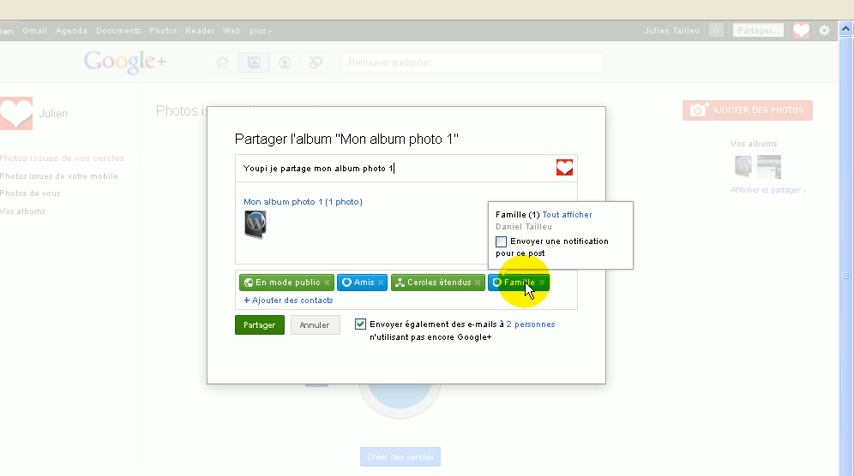 ien Gmail Agenda Documents Photos Reader Web plus
Julien Tailleu Partager...
Google+
Retrouver quelqu'un...
Julien
Photos is
AJOUTER DES PHOTOS
Photos issues de vos cercles
Photos issues de votre mobile
Photos de vous
Vos albums
Vos albums
Afficher et partager ›
Partager l'album "Mon album photo 1"
Youpi je partage mon album photo 1
Mon album photo 1 (1 photo)
Famille (1) Tout afficher
Daniel Tailleu
Envoyer une notification
pour ce post
En mode public × Amis × Cercles étendus × Famille ×
+ Ajouter des contacts
Partager Annuler
Envoyer également des e-mails à 2 personnes
n'utilisant pas encore Google+
Créer des cercles